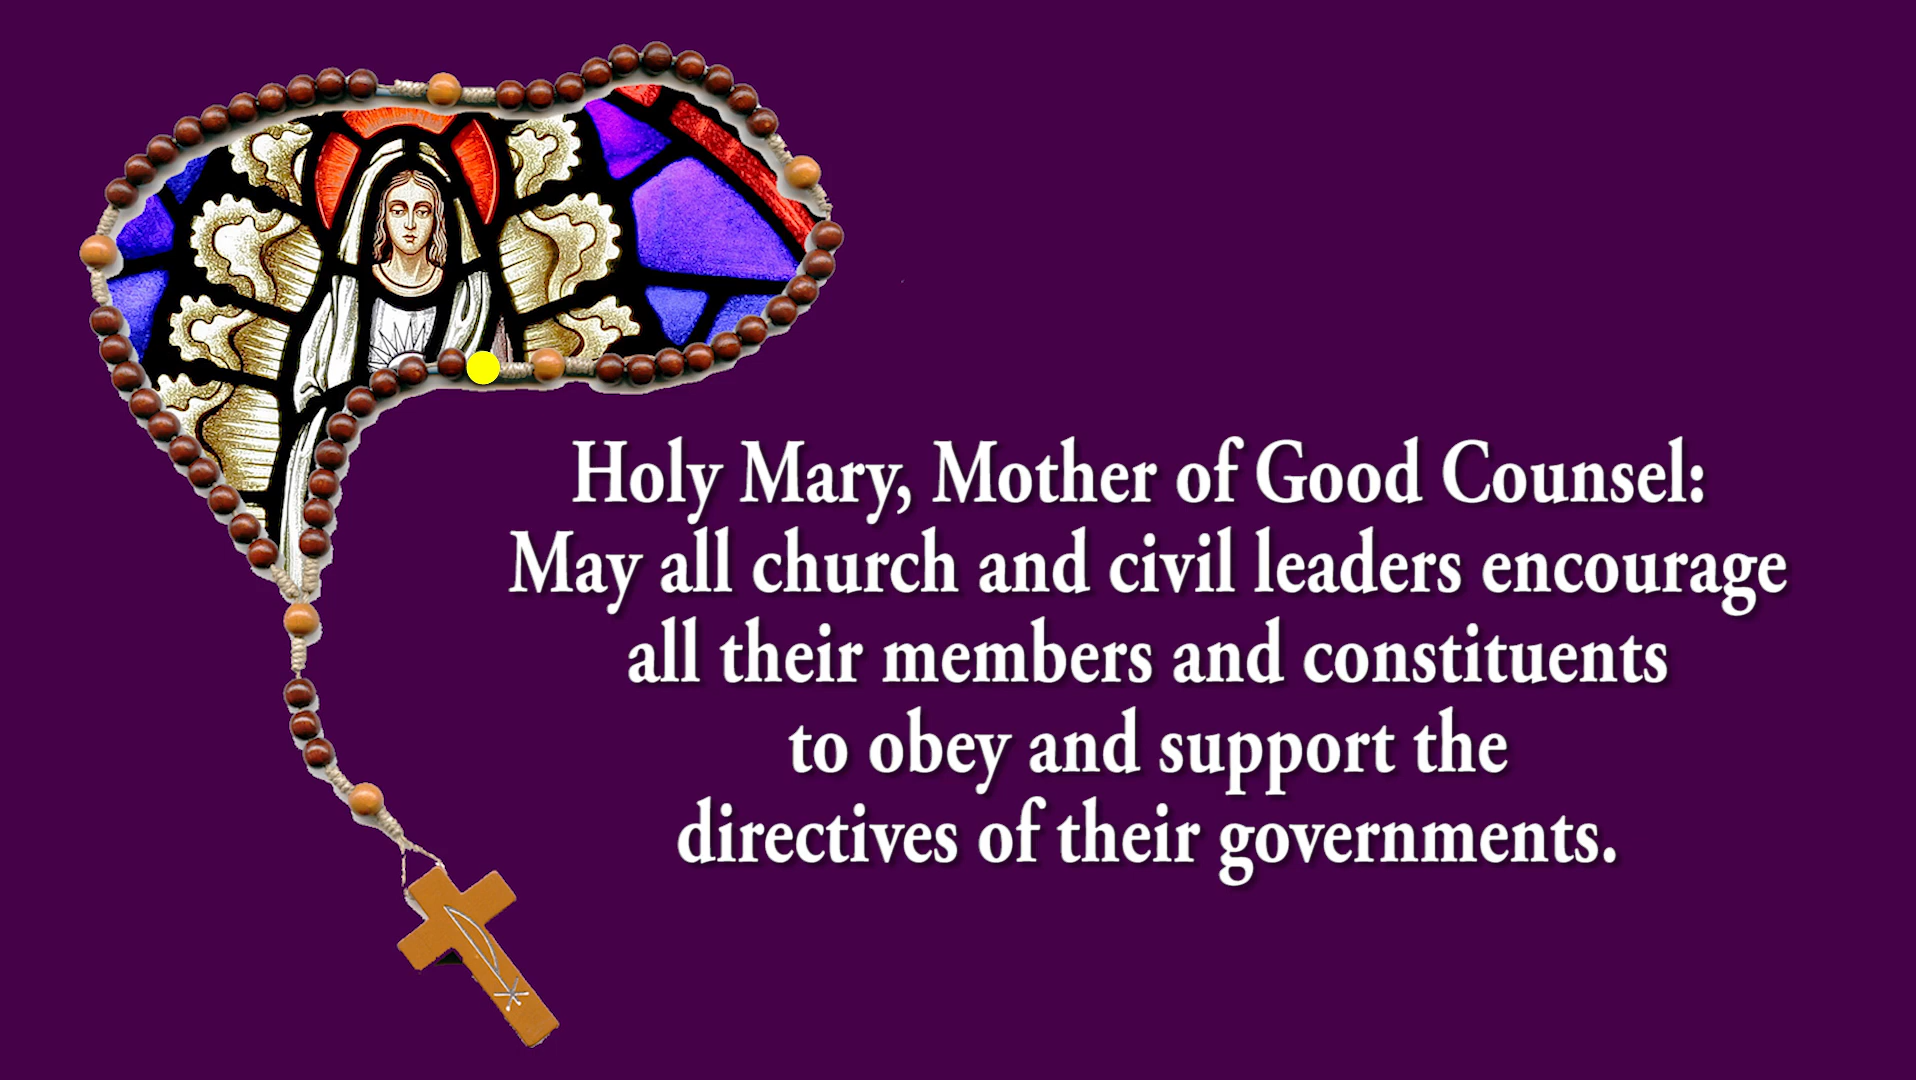 Holy Mary, Mother of Good Counsel:
May all church and civil leaders encourage
all their members and constituents
to obey and support the
directives of their governments.